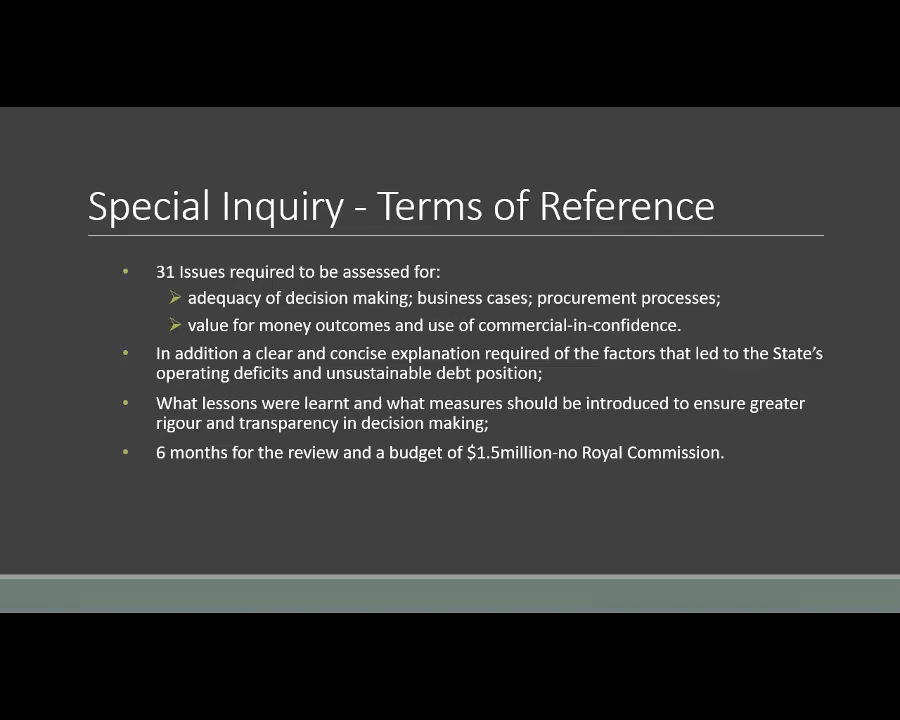 Special Inquiry - Terms of Reference
• 31 Issues required to be assessed for:
➢ adequacy of decision making; business cases; procurement processes;
➢ value for money outcomes and use of commercial-in-confidence.
• In addition a clear and concise explanation required of the factors that led to the State’s
operating deficits and unsustainable debt position;
• What lessons were learnt and what measures should be introduced to ensure greater
rigour and transparency in decision making;
• 6 months for the review and a budget of $1.5million-no Royal Commission.